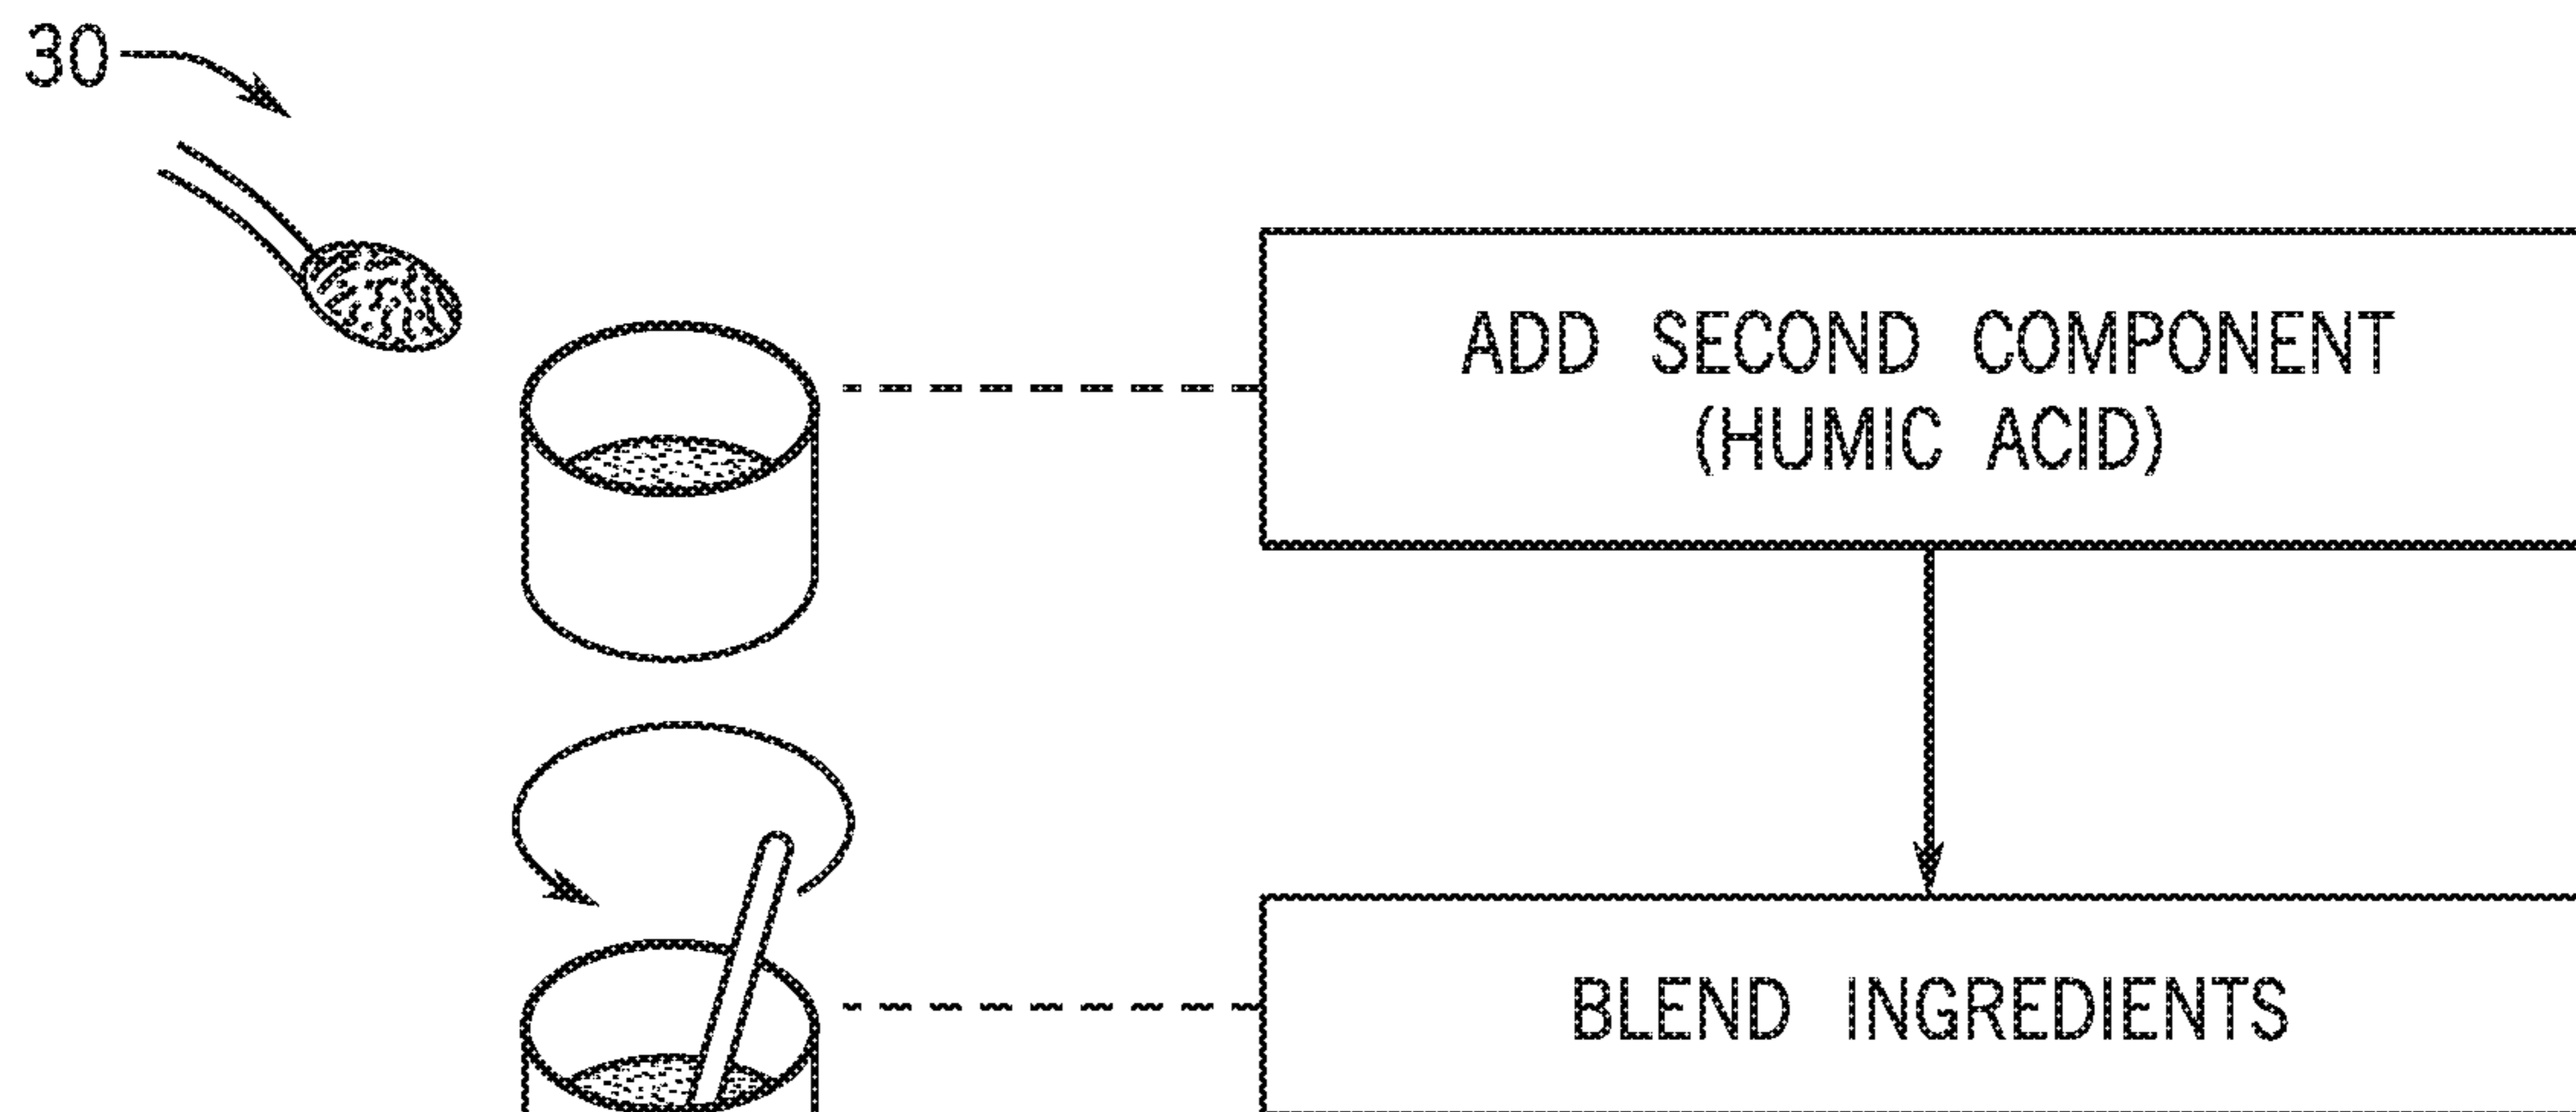 30
ADD SECOND COMPONENT
(HUMIC ACID)
BLEND INGREDIENTS